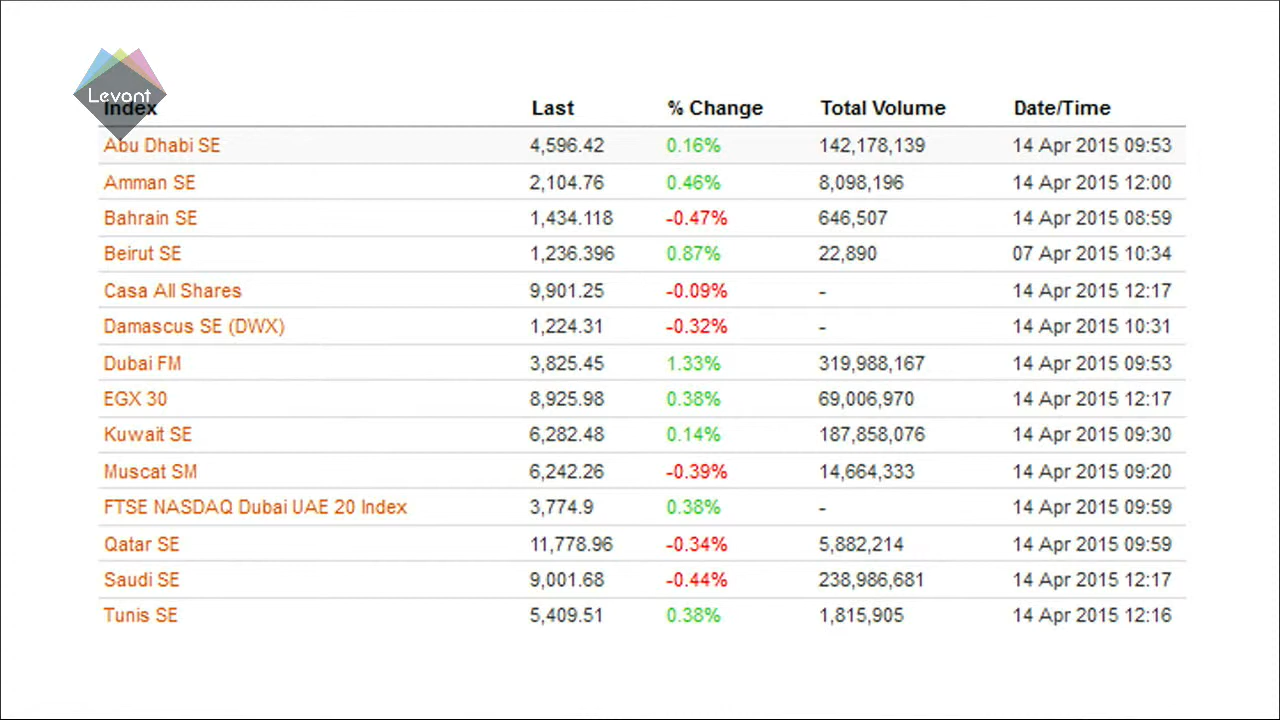 Levant
Index Last % Change Total Volume Date/Time
Abu Dhabi SE 4,596.42 0.16% 142,178,139 14 Apr 2015 09:53
Amman SE 2,104.76 0.46% 8,098,196 14 Apr 2015 12:00
Bahrain SE 1,434.118 -0.47% 646,507 14 Apr 2015 08:59
Beirut SE 1,236.396 0.87% 22,890 07 Apr 2015 10:34
Casa All Shares 9,901.25 -0.09% - 14 Apr 2015 12:17
Damascus SE (DWX) 1,224.31 -0.32% - 14 Apr 2015 10:31
Dubai FM 3,825.45 1.33% 319,988,167 14 Apr 2015 09:53
EGX 30 8,925.98 0.38% 69,006,970 14 Apr 2015 12:17
Kuwait SE 6,282.48 0.14% 187,858,076 14 Apr 2015 09:30
Muscat SM 6,242.26 -0.39% 14,664,333 14 Apr 2015 09:20
FTSE NASDAQ Dubai UAE 20 Index 3,774.9 0.38% - 14 Apr 2015 09:59
Qatar SE 11,778.96 -0.34% 5,882,214 14 Apr 2015 09:59
Saudi SE 9,001.68 -0.44% 238,986,681 14 Apr 2015 12:17
Tunis SE 5,409.51 0.38% 1,815,905 14 Apr 2015 12:16